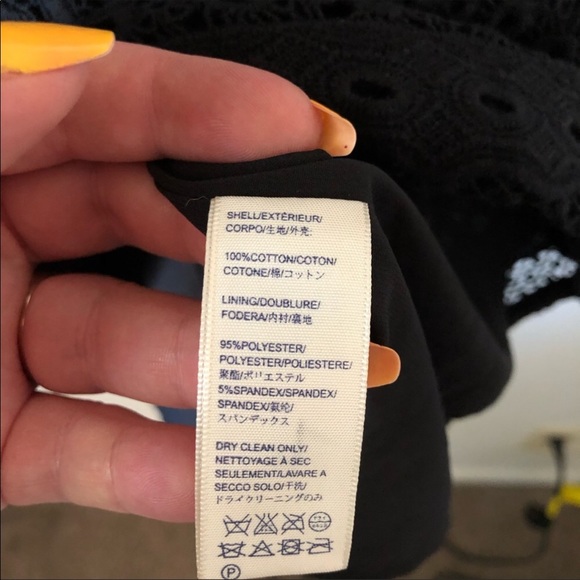 SHELL/EXTÉRIEUR/
CORPO/生地/外壳:
100%COTTON/COTON/
COTONE/棉/コットン
LINING/DOUBLURE/
FODERA/内村/裏地
95%POLYESTER/
POLYESTER/POLIESTERE/
聚酯/ポリエステル
5%SPANDEX/SPANDEX/
SPANDEX/氨纶/
スパンデックス
DRY CLEAN ONLY/
NETTOYAGE À SEC
SEULEMENT/LAVARE A
SECCO SOLO/干洗/
ドライクリーニングのみ
P